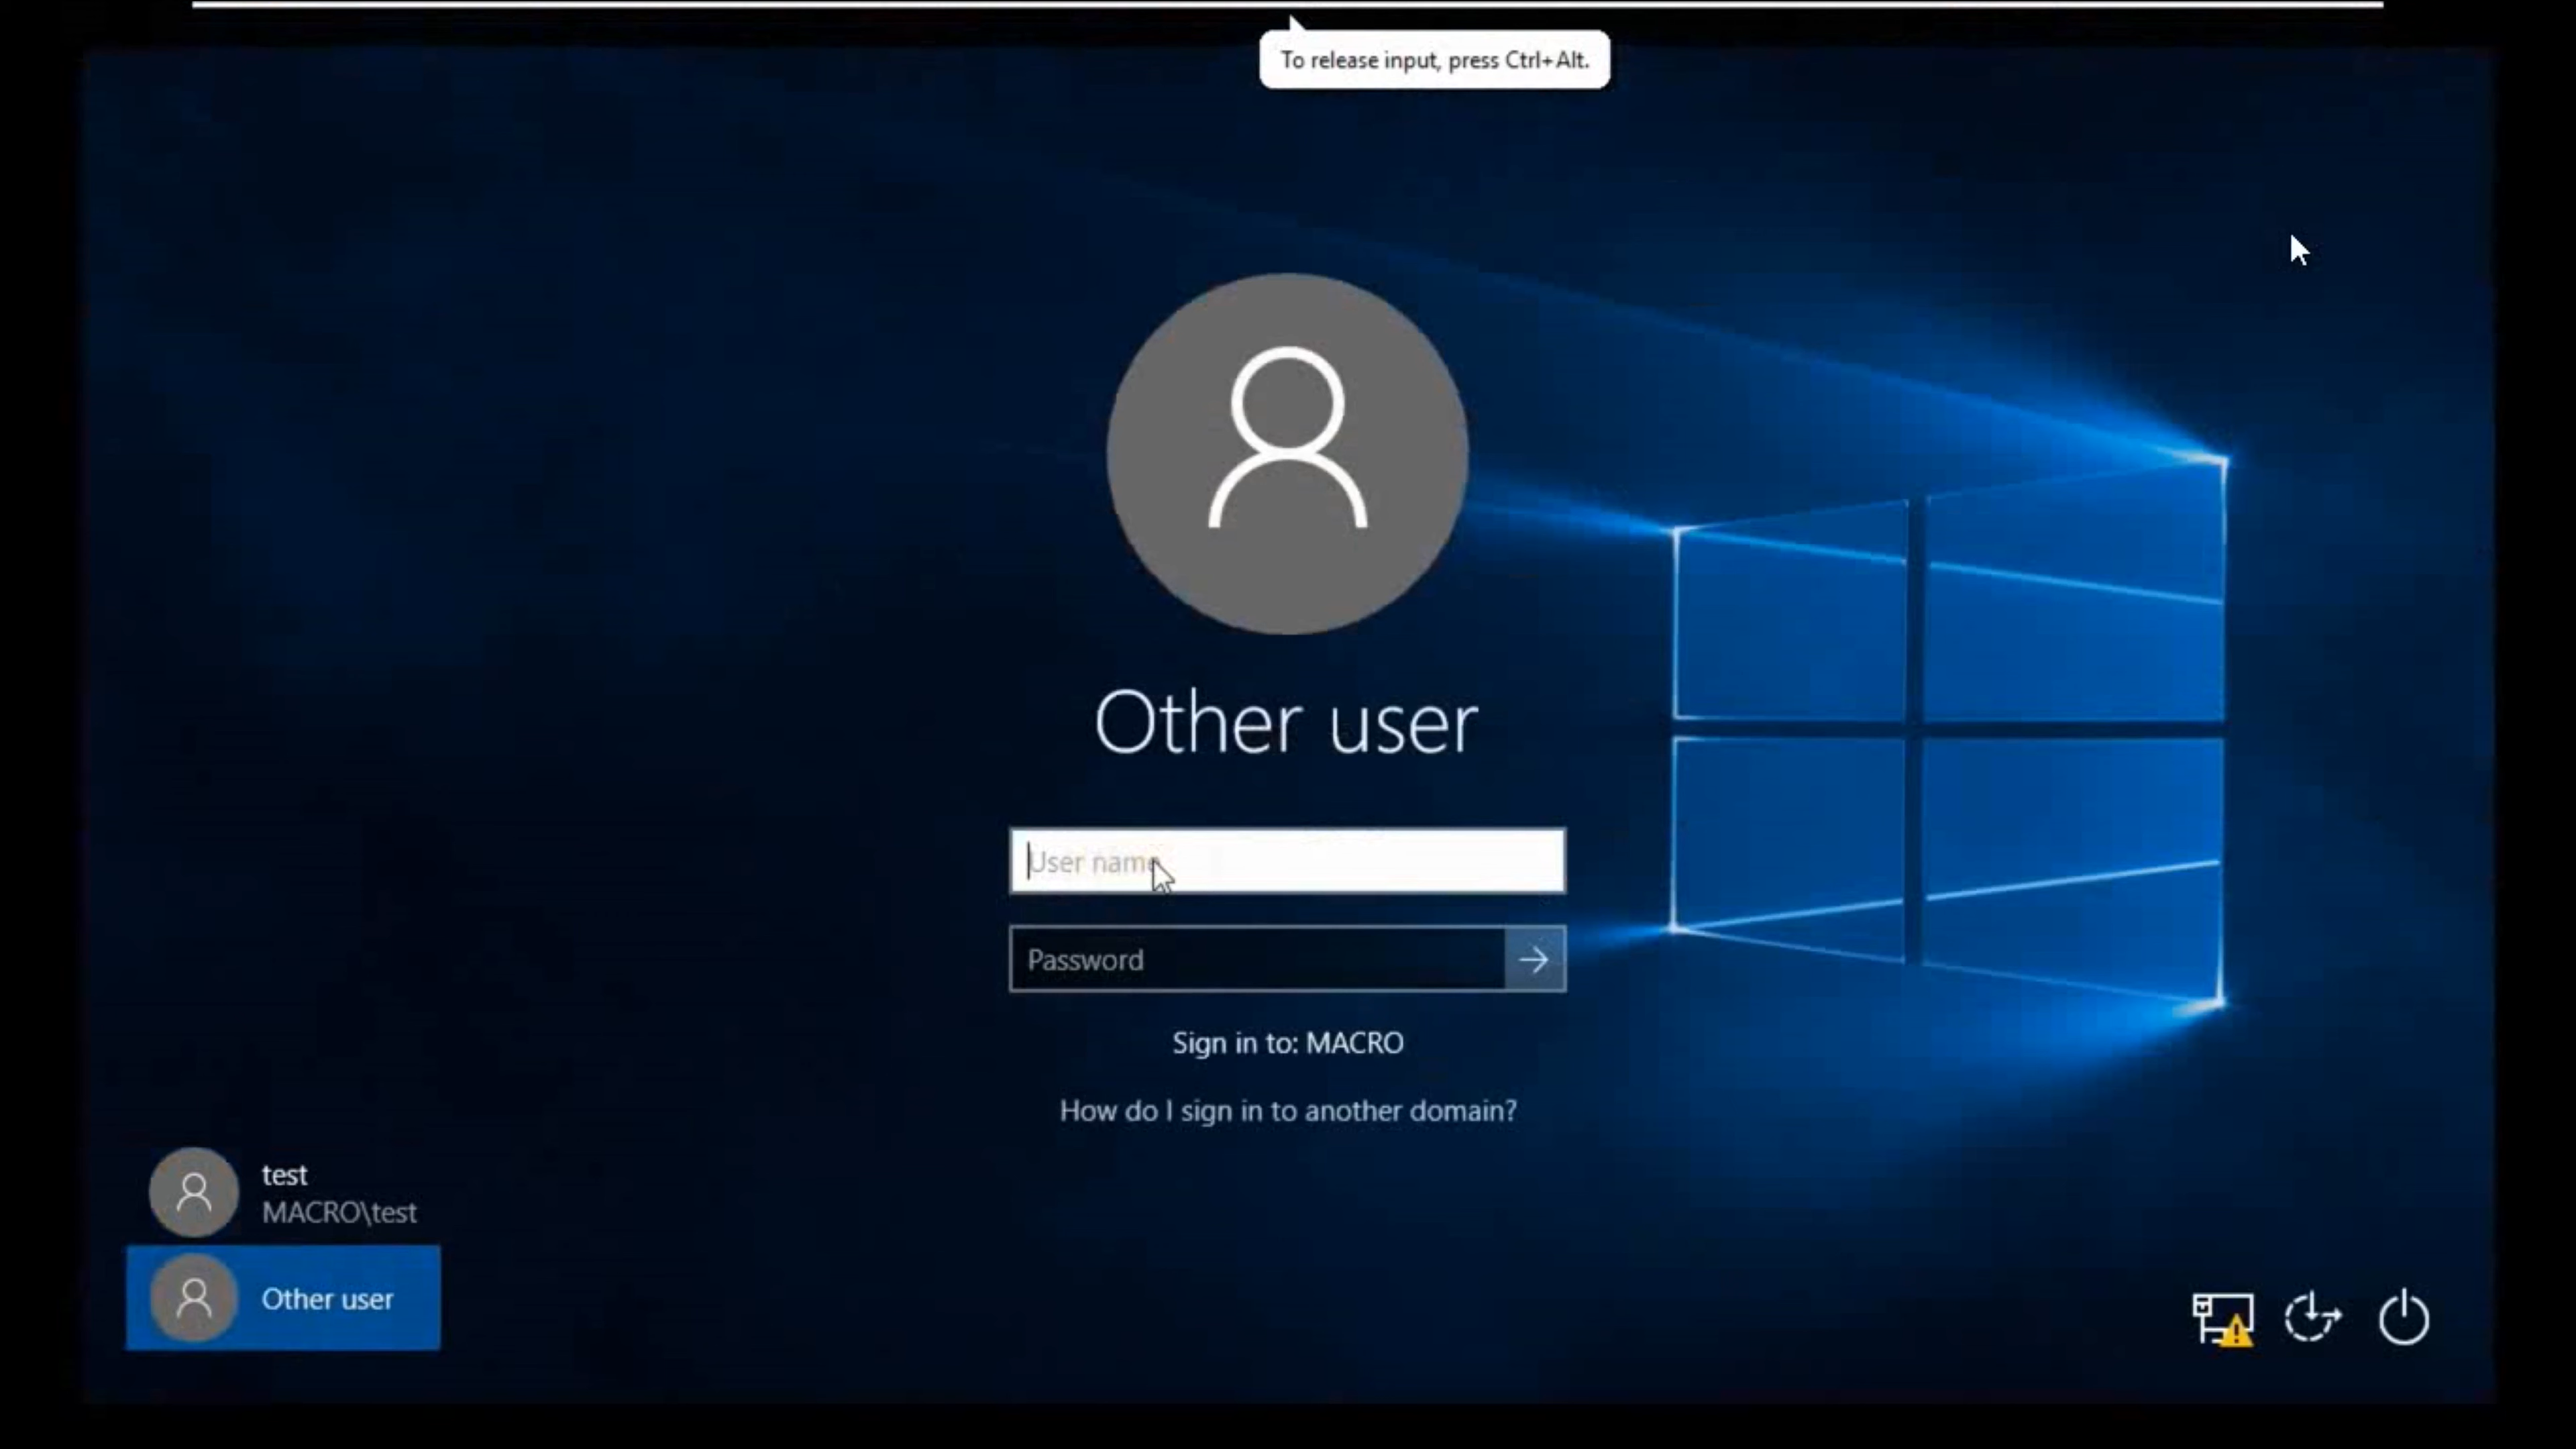 To release input, press Ctrl+Alt.
Other user
User name
Password
Sign in to: MACRO
How do I sign in to another domain?
test
MACRO\test
Other user